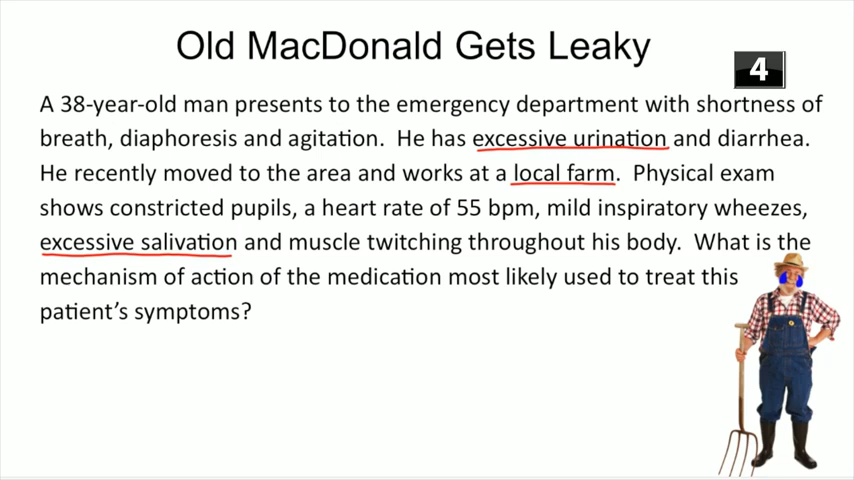 Old MacDonald Gets Leaky
4
A 38-year-old man presents to the emergency department with shortness of
breath, diaphoresis and agitation.  He has excessive urination and diarrhea.
He recently moved to the area and works at a local farm.  Physical exam
shows constricted pupils, a heart rate of 55 bpm, mild inspiratory wheezes,
excessive salivation and muscle twitching throughout his body.  What is the
mechanism of action of the medication most likely used to treat this
patient’s symptoms?